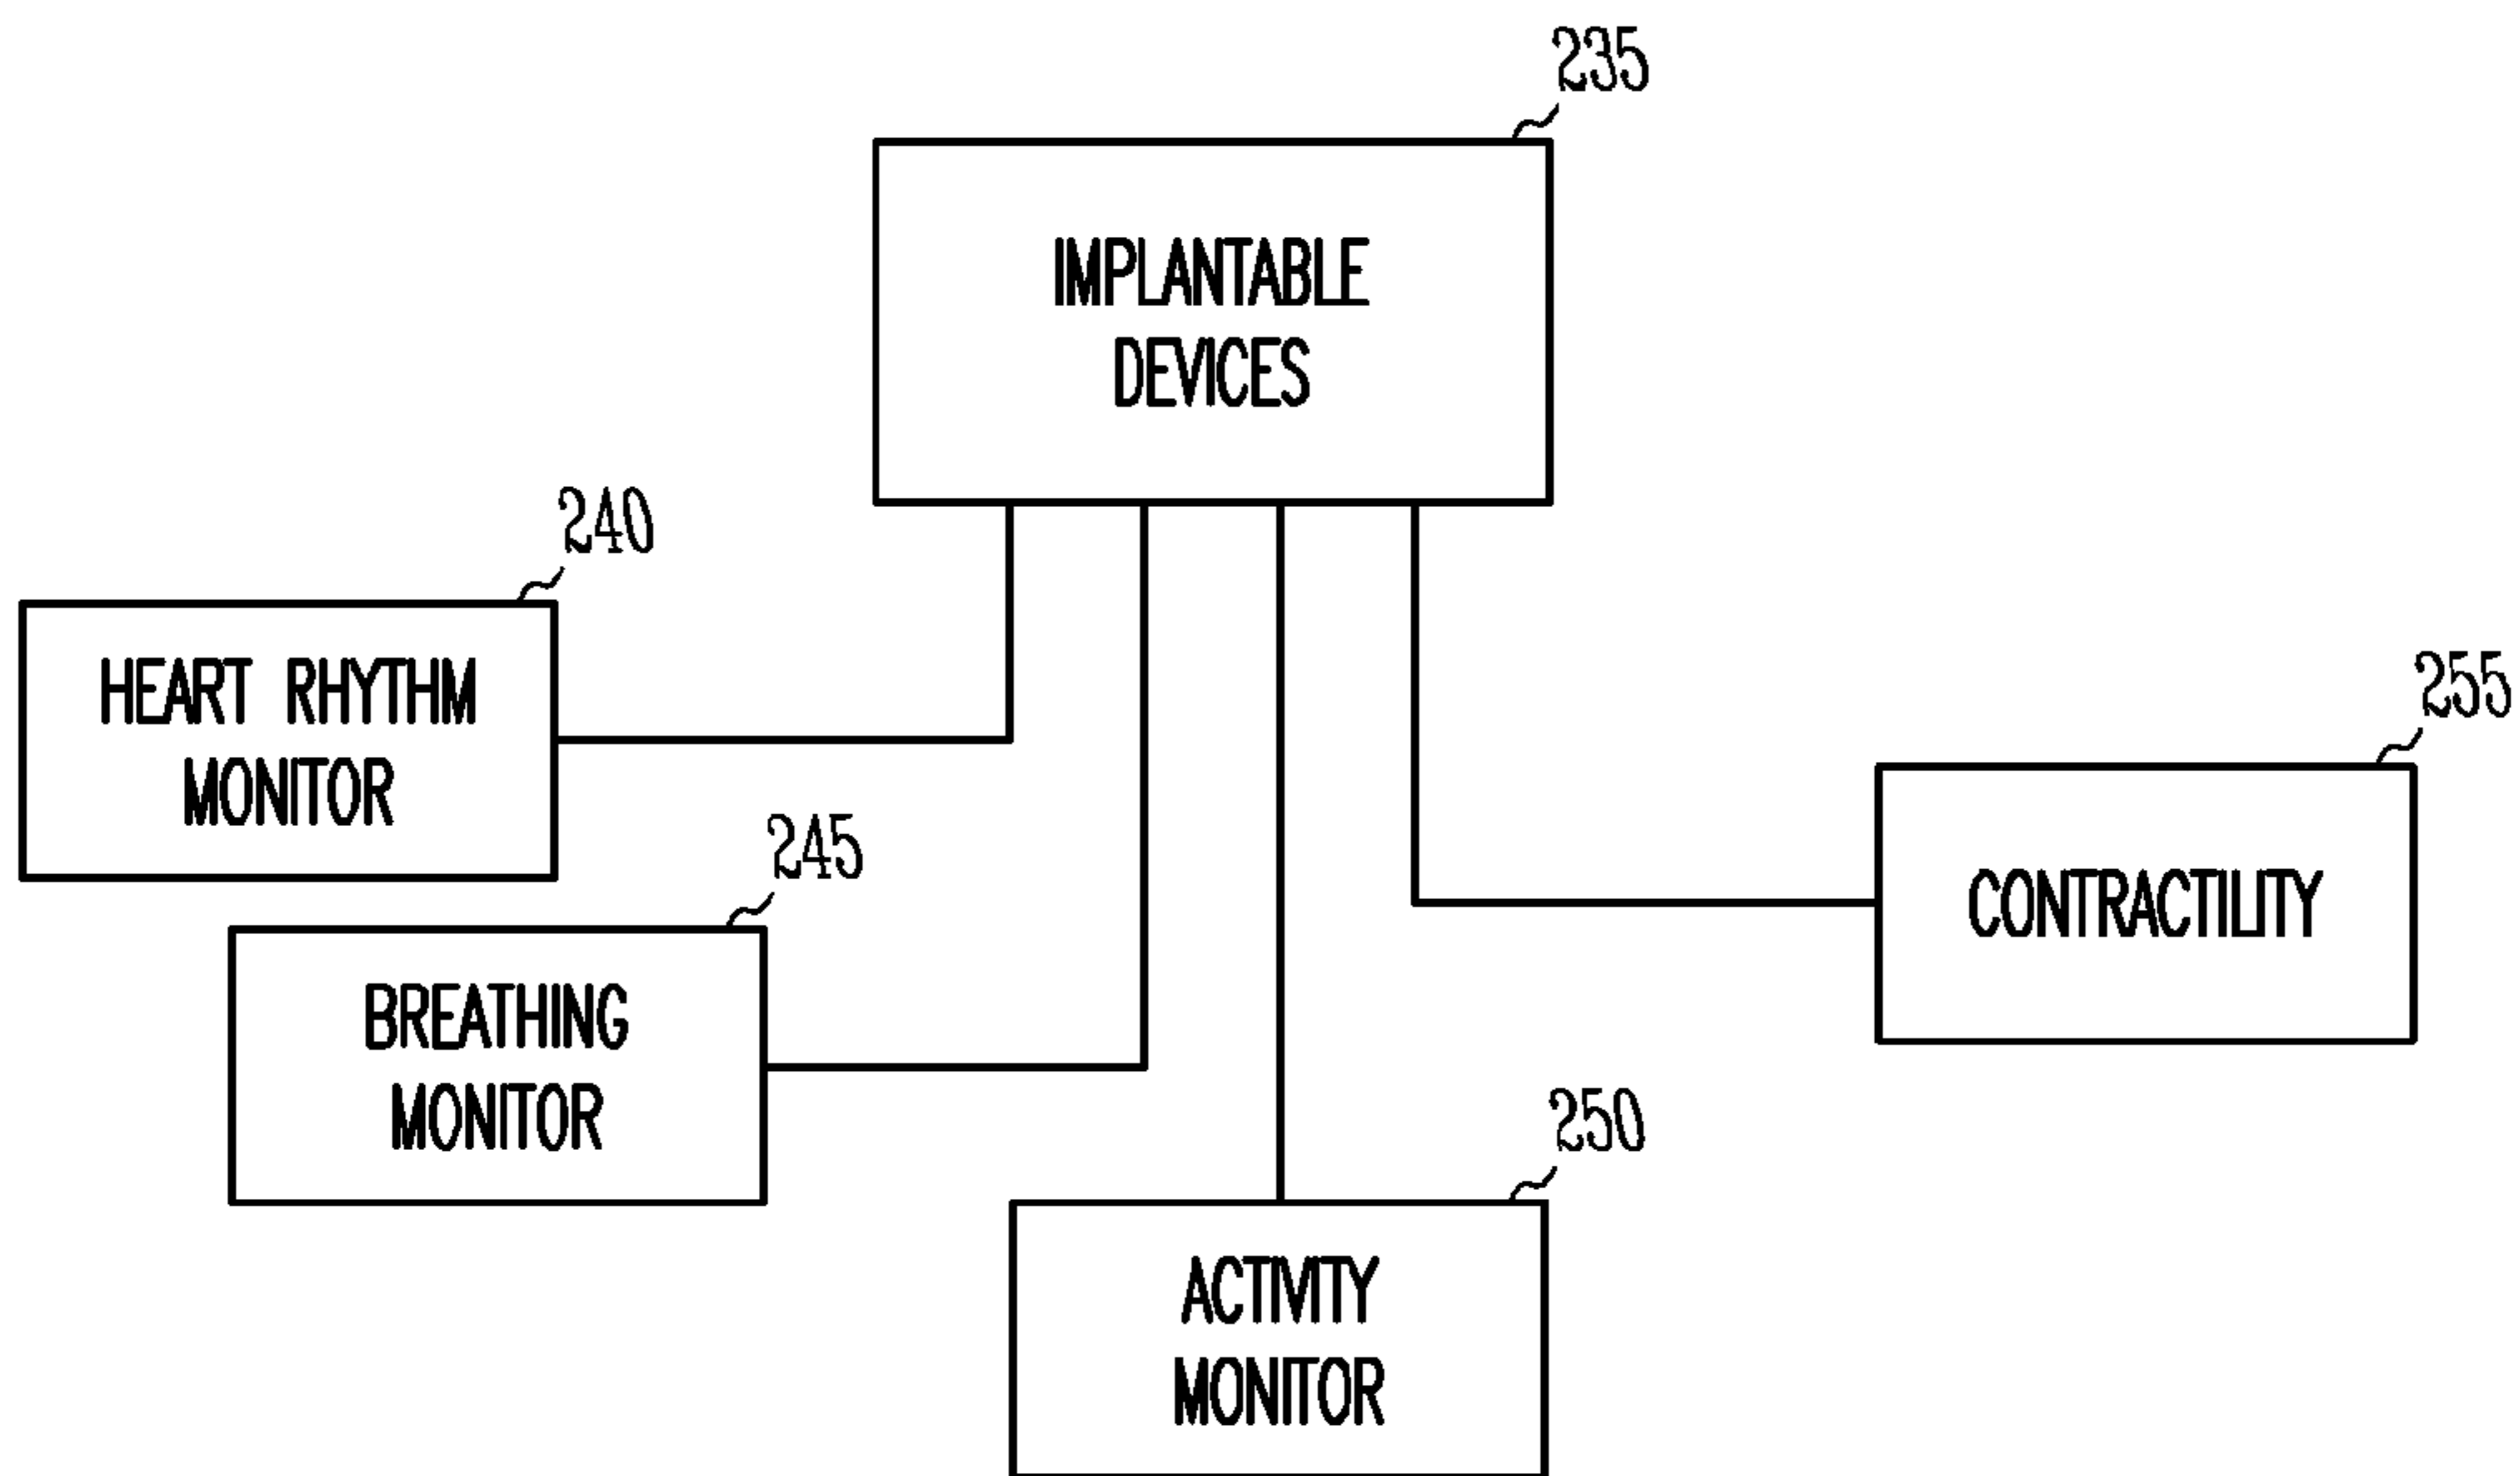 235
IMPLANTABLE
DEVICES
240
HEART RHYTHM
MONITOR
245
BREATHING
MONITOR
250
ACTIVITY
MONITOR
255
CONTRACTILITY